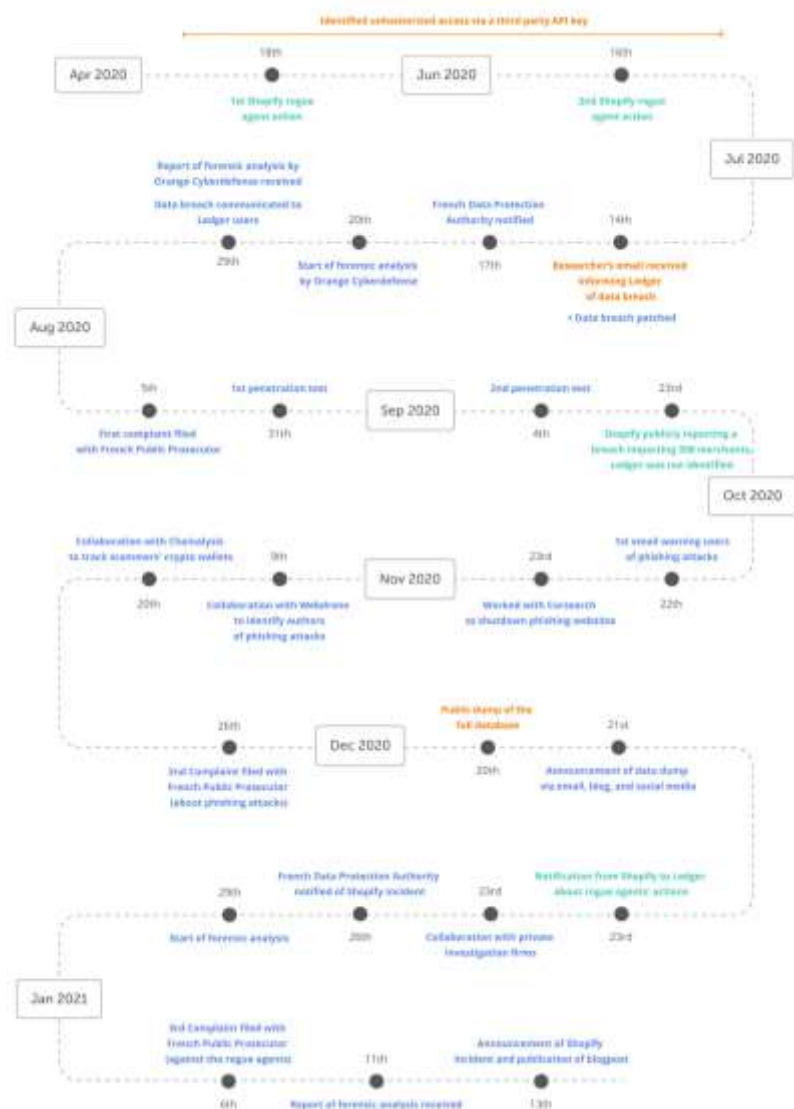 Identified unauthorized access via a third party API key
18th
16th
Apr 2020
Jun 2020
1st Shopify rogue
agent action
2nd Shopify rogue
agent action
Jul 2020
Report of forensic analysis by
Orange Cyberdefense received
Data breach communicated to
Ledger users
20th
French Data Protection
Authority notified
14th
29th
Start of forensic analysis
by Orange Cyberdefense
17th
Researcher's email received
informing Ledger
of data breach
+ Data breach patched
Aug 2020
5th
1st penetration test
Sep 2020
2nd penetration test
23rd
First complaint filed
with French Public Prosecutor
31th
4th
Shopify publicly reporting a
breach impacting 200 merchants,
Ledger was not identified
Oct 2020
Collaboration with Chainalysis
to track scammers' crypto wallets
9th
Nov 2020
23rd
1st email warning users
of phishing attacks
20th
Collaboration with
to identify authors
of phishing attacks
Worked with Corsearch
to shutdown phishing websites
22th
26th
Dec 2020
Public dump of the
full database
21st
2nd Complaint filed with
French Public Prosecutor
(about phishing attacks)
20th
Announcement of data dump
via email, blog, and social media
29th
French Data Protection Authority
notified of Shopify incident
23rd
Notification from Shopify to Ledger
about rogue agents' actions
Start of forensic analysis
26th
Collaboration with private
investigation firms
23rd
Jan 2021
3rd Complaint filed with
French Public Prosecutor
(against the rogue agents)
11th
Announcement of Shopify
incident and publication of blogpost
6th
Report of forensic analysis received
13th